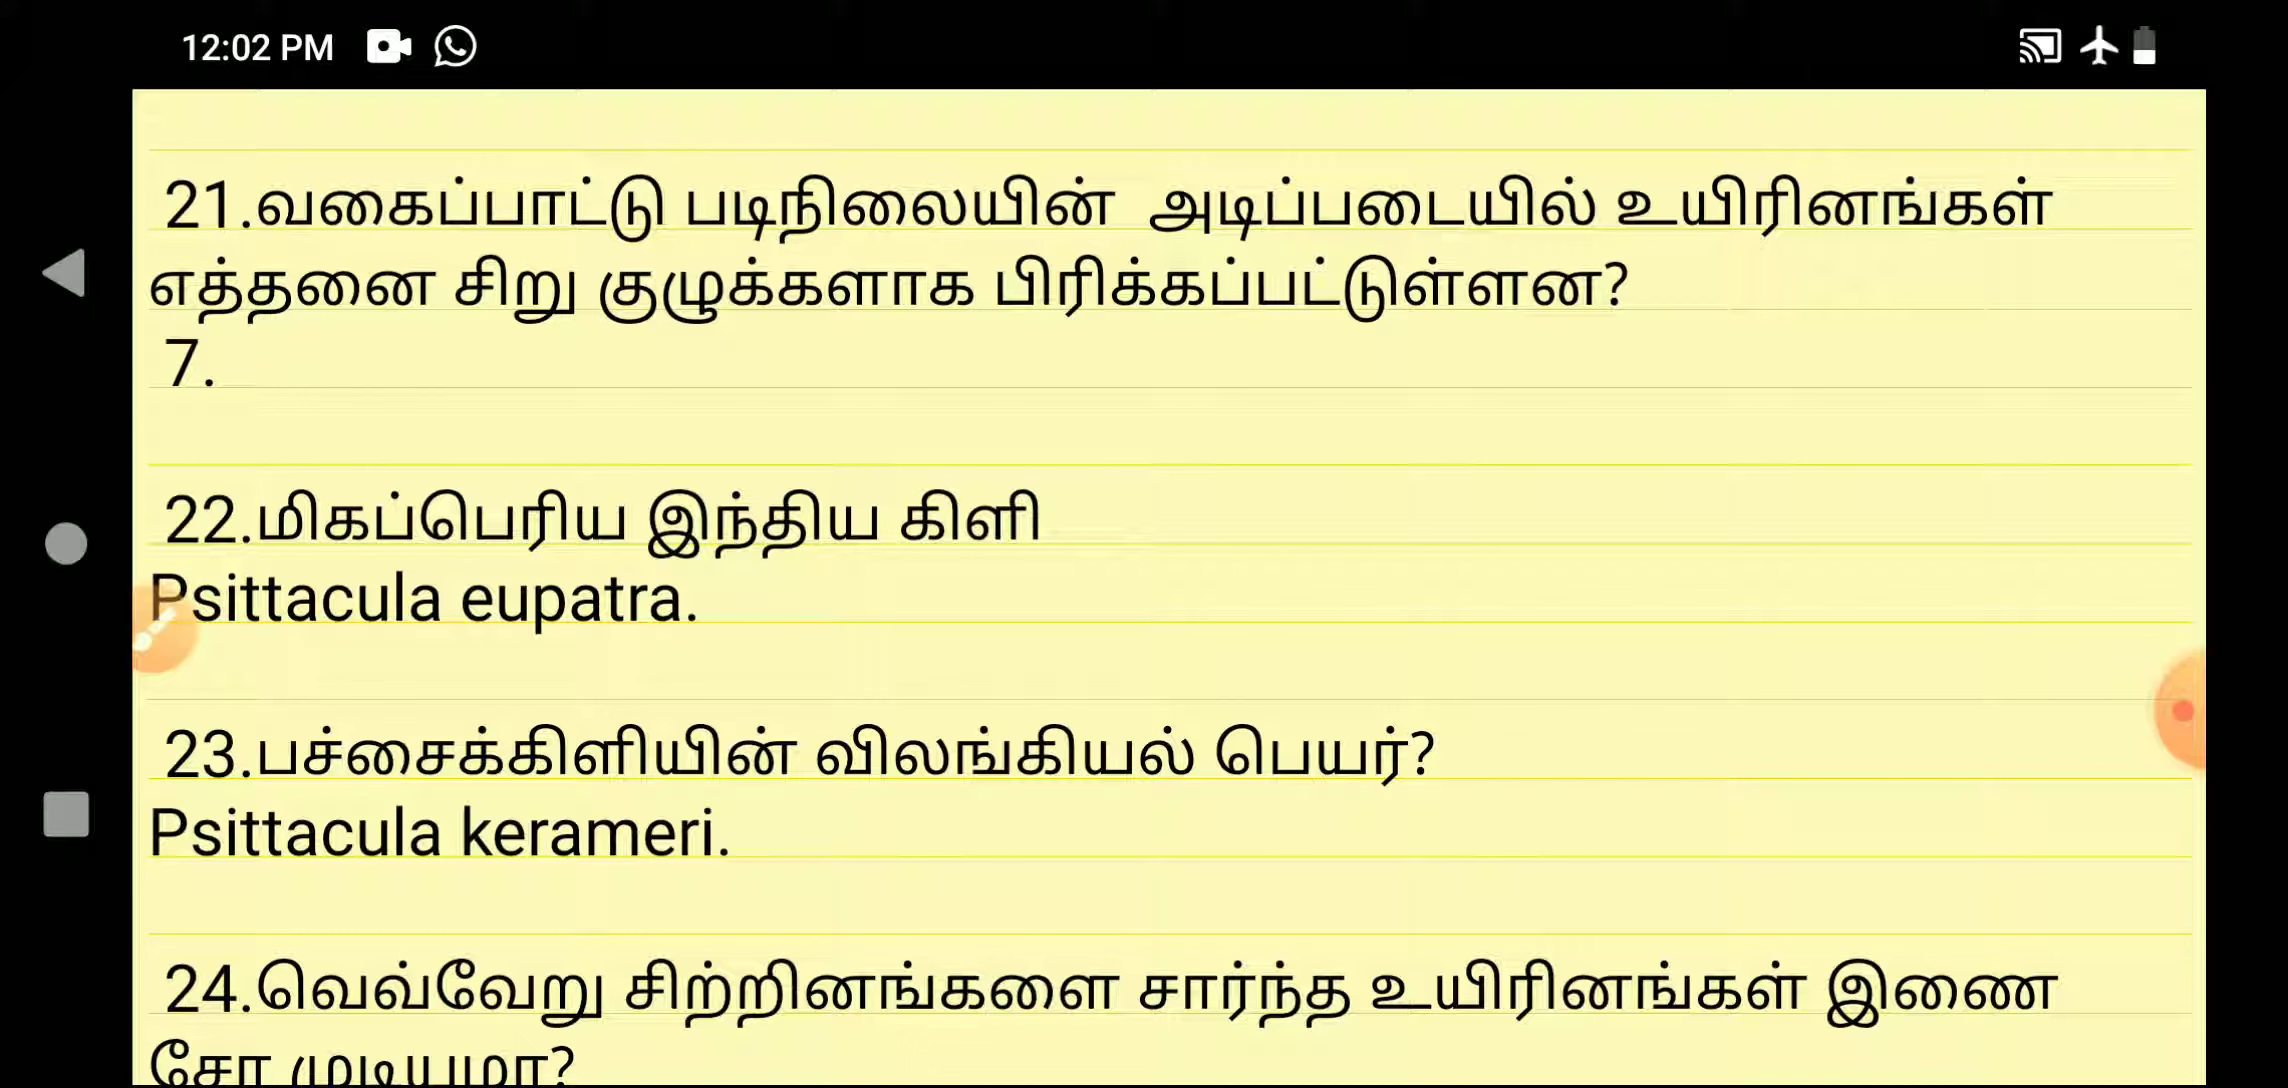 12:02 PM
21.வகைப்பாட்டு படிநிலையின் அடிப்படையில் உயிரினங்கள்
எத்தனை சிறு குழுக்களாக பிரிக்கப்பட்டுள்ளன?
7.
22.மிகப்பெரிய இந்திய கிளி
Psittacula eupatra.
23.பச்சைக்கிளியின் விலங்கியல் பெயர்?
Psittacula kerameri.
24.வெவ்வேறு சிற்றினங்களை சார்ந்த உயிரினங்கள் இணை
சேர முடியுமா?